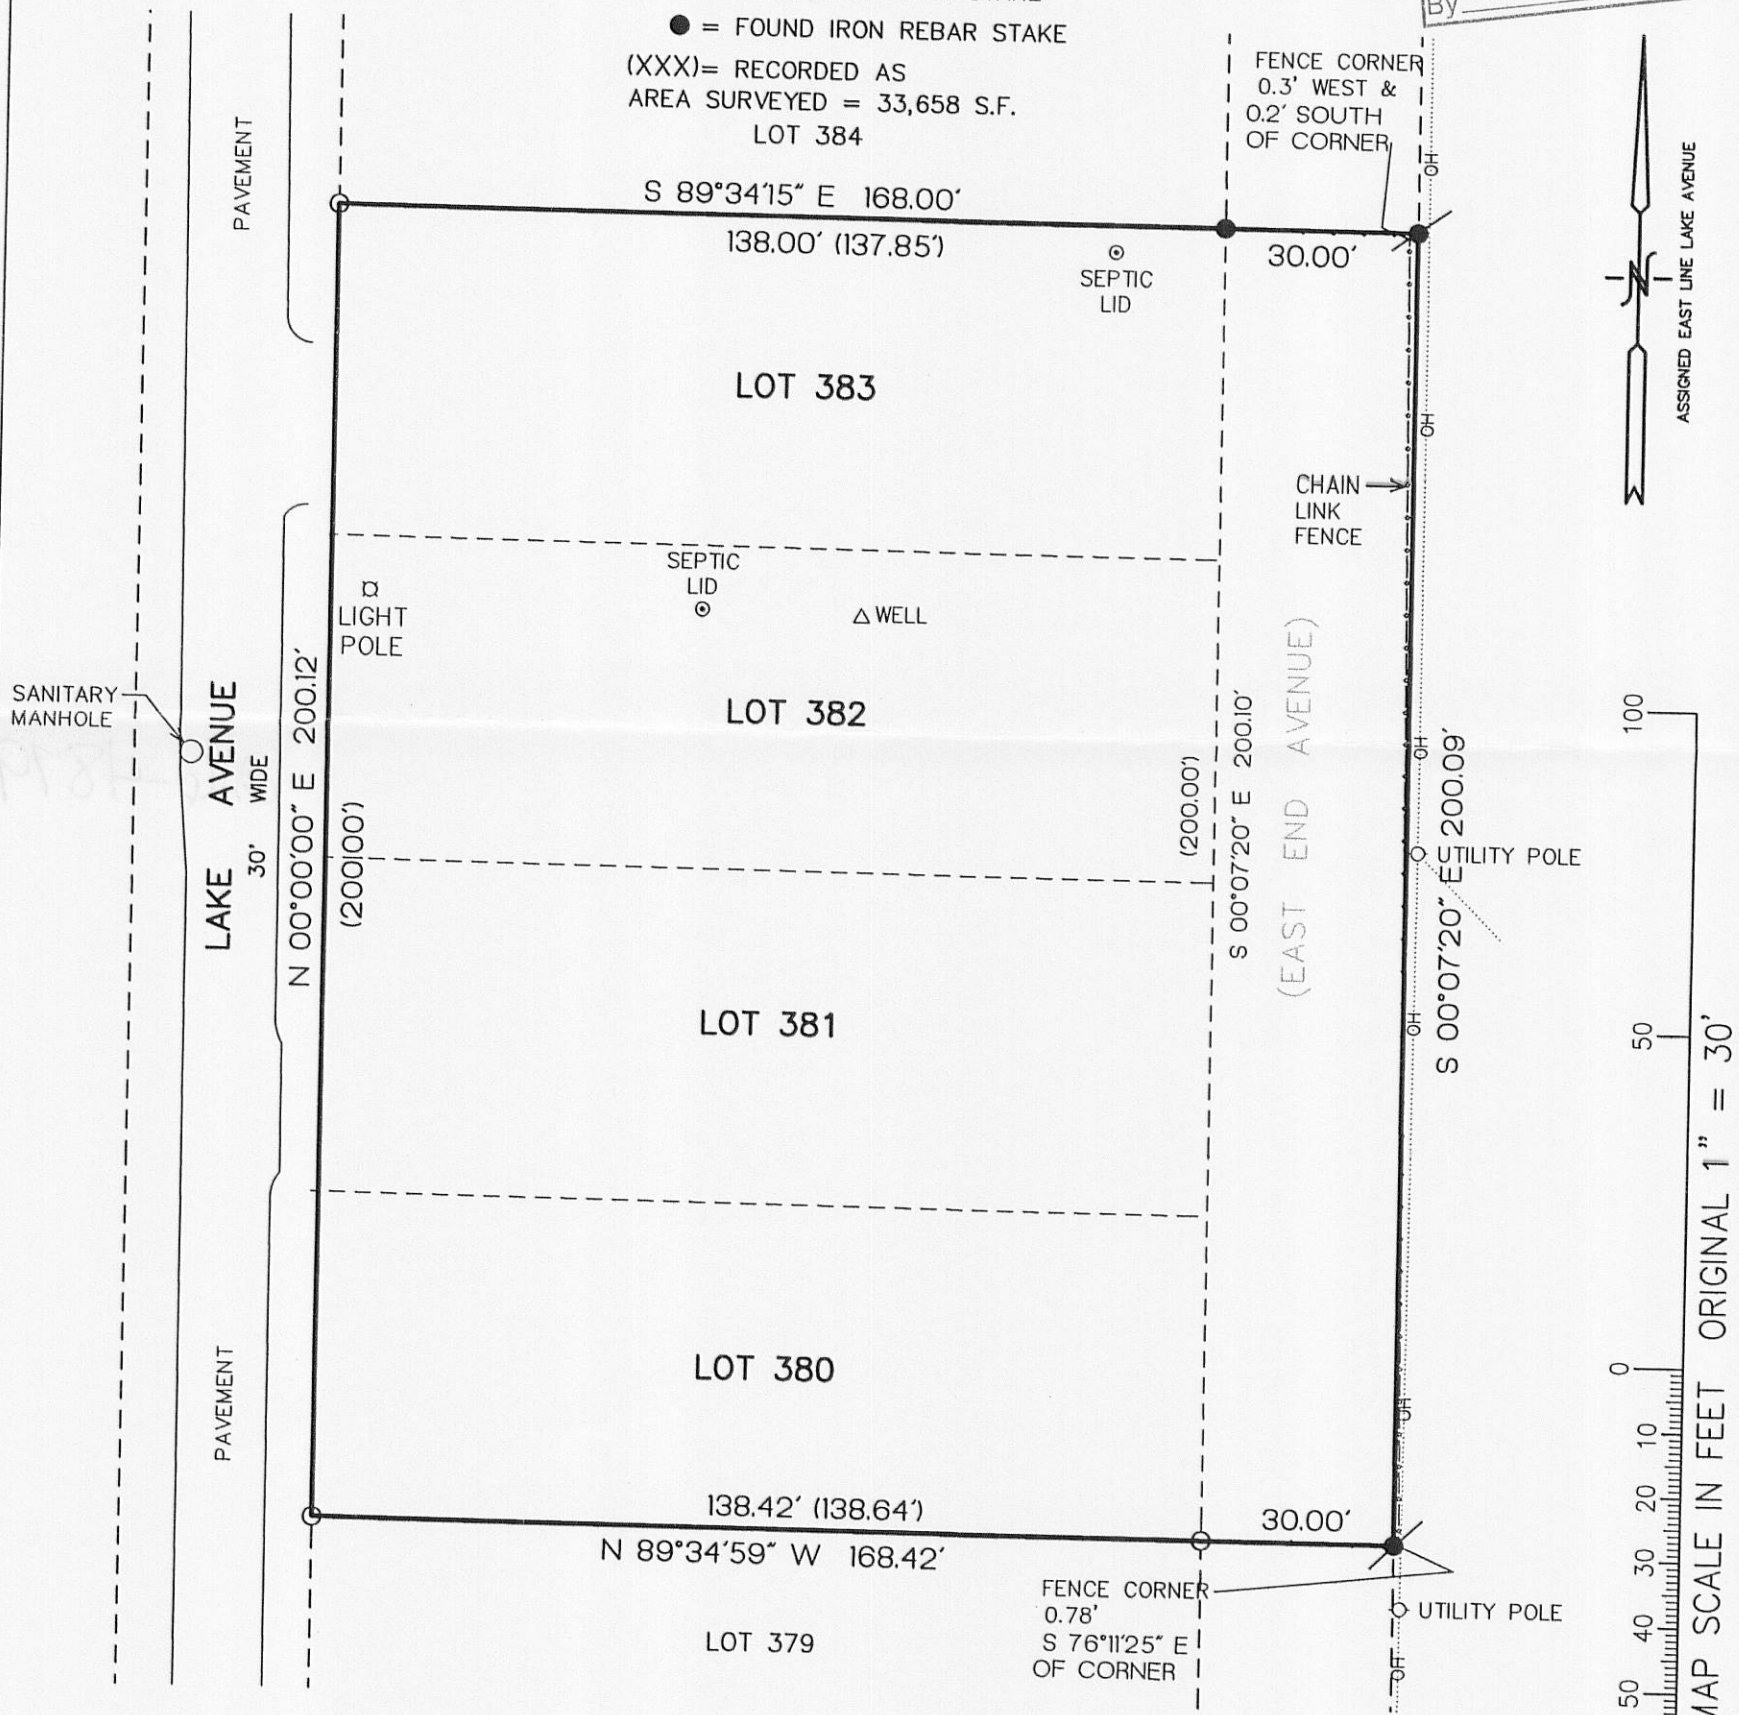 By
● = FOUND IRON REBAR STAKE
(XXX)= RECORDED AS
AREA SURVEYED = 33,658 S.F.
LOT 384
FENCE CORNER
0.3' WEST &
0.2' SOUTH
OF CORNER
OH
PAVEMENT
ASSIGNED EAST LINE LAKE AVENUE
N
S 89°34'15" E 168.00'
138.00' (137.85')
30.00'
SEPTIC
LID
LOT 383
OH
CHAIN
LINK
FENCE
SEPTIC
LID
LIGHT
POLE
WELL
SANITARY
MANHOLE
LAKE AVENUE
30' WIDE
N 00°00'00" E 200.12'
(200.00')
LOT 382
(200.00')
S 00°07'20" E 200.10'
(EAST END AVENUE)
OH
S 00°07'20" E 200.09'
UTILITY POLE
LOT 381
OH
LOT 380
OH
PAVEMENT
138.42' (138.64')
30.00'
N 89°34'59" W 168.42'
FENCE CORNER
0.78'
S 76°11'25" E
OF CORNER
UTILITY POLE
LOT 379
OH
100
50
0
10
20
30
40
50
MAP SCALE IN FEET ORIGINAL 1" = 30'